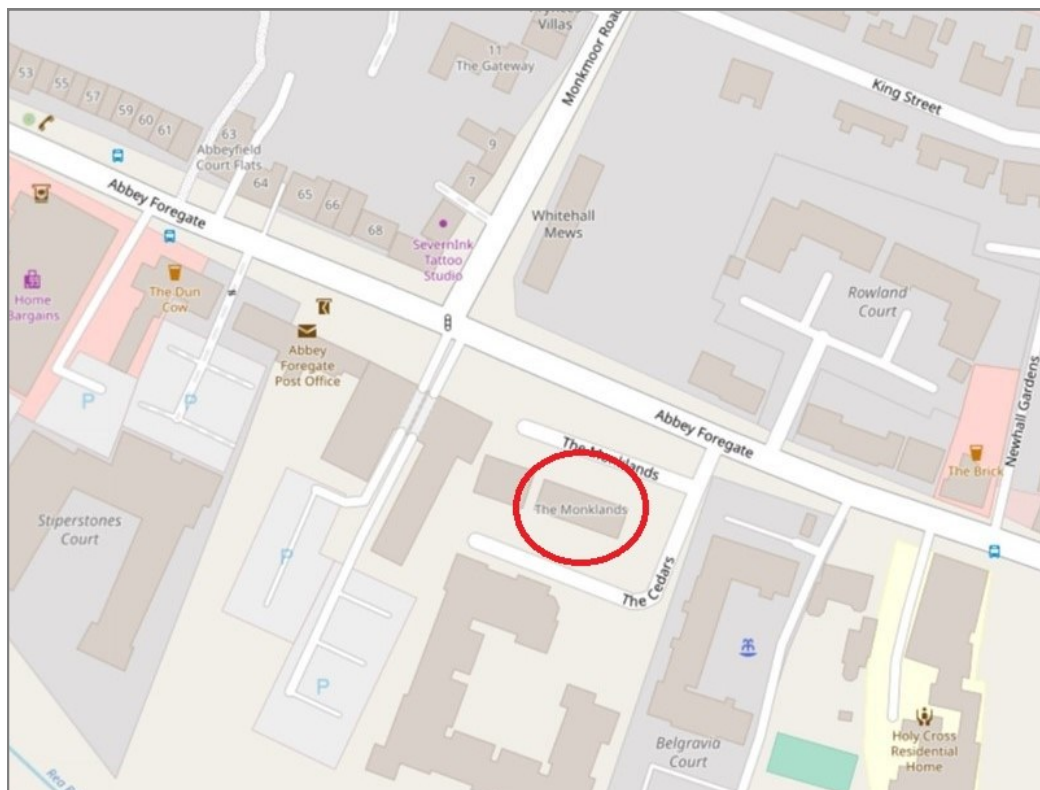 Villas
11
The Gateway
Monkmoor Road
King Street
53
55
57
59
60
61
63
Abbeyfield
Court Flats
9
7
64
65
66
68
Abbey Foregate
SevernInk
Tattoo
Studio
Whitehall
Mews
Rowland
Court
Home
Bargains
The Dun
Cow
P
P
Abbey
Foregate
Post Office
Abbey Foregate
Newhall Gardens
The Brick
The Monklands
The Monklands
Stiperstones
Court
P
The Cedars
P
Belgravia
Court
Holy Cross
Residential
Home
Rea